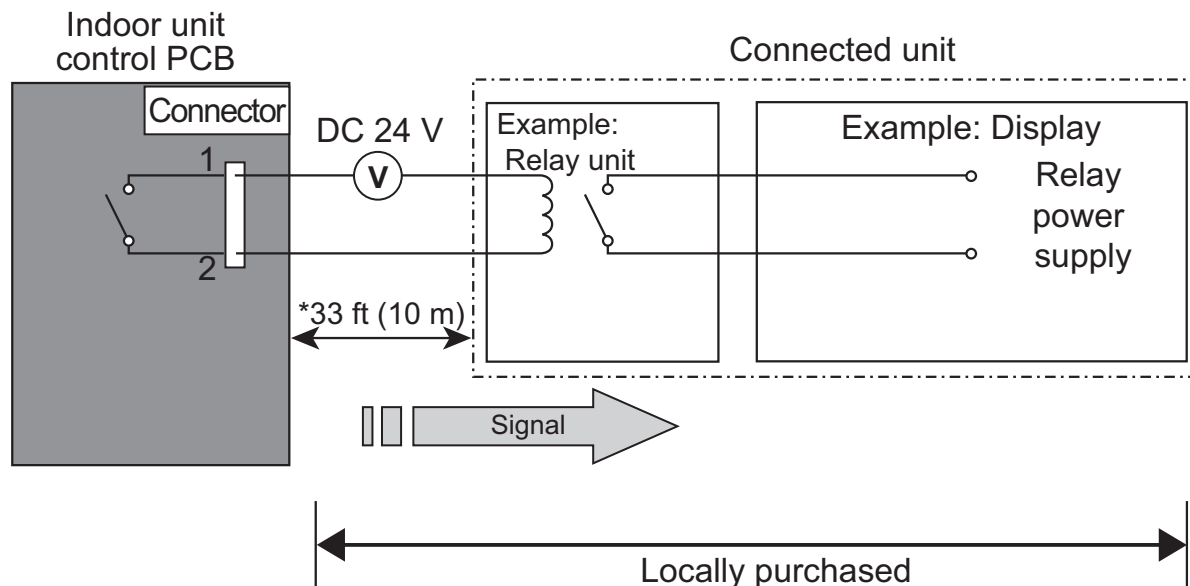 Indoor unit
control PCB
Connector
1
2
DC 24 V
V
*33 ft (10 m)
Connected unit
Example:
Relay unit
Example: Display
Relay
power
supply
Signal
Locally purchased